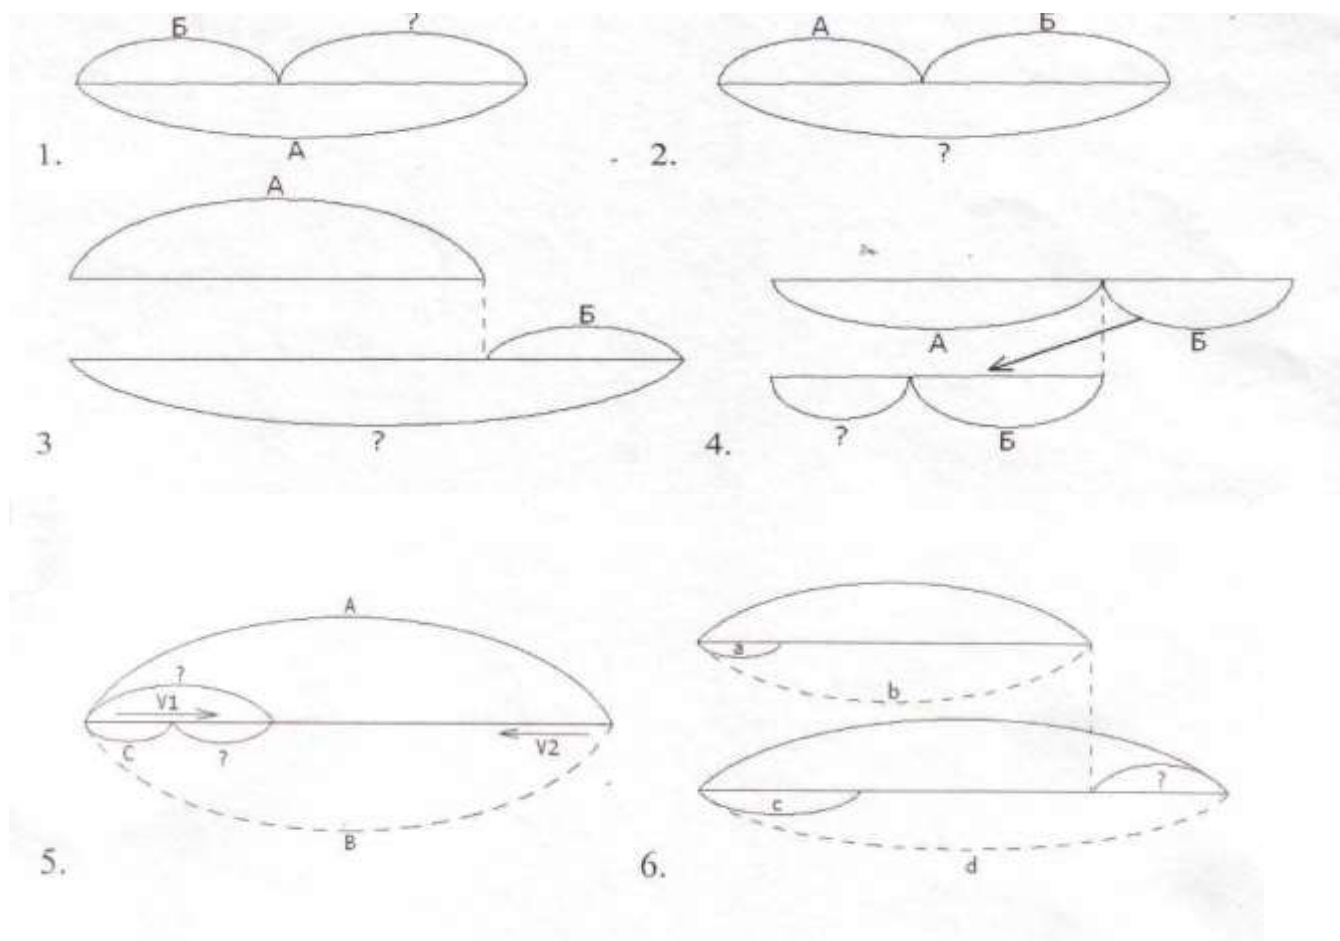 Б ? А Б
1. А 2. ?
А
Б А Б
3 ? 4. ? Б
A
? a
V1 b
C ? V2 ?
c
5. B 6. d